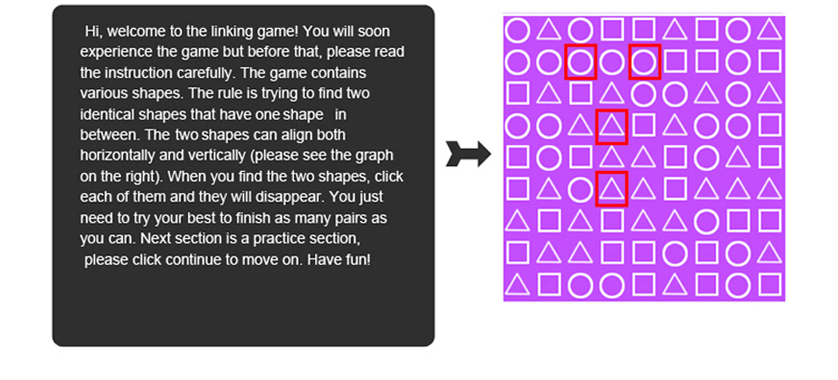 Hi, welcome to the linking game! You will soon
experience the game but before that, please read
the instruction carefully. The game contains
various shapes. The rule is trying to find two
identical shapes that have one shape in
between. The two shapes can align both
horizontally and vertically (please see the graph
on the right). When you find the two shapes, click
each of them and they will disappear. You just
need to try your best to finish as many pairs as
you can. Next section is a practice section,
please click continue to move on. Have fun!